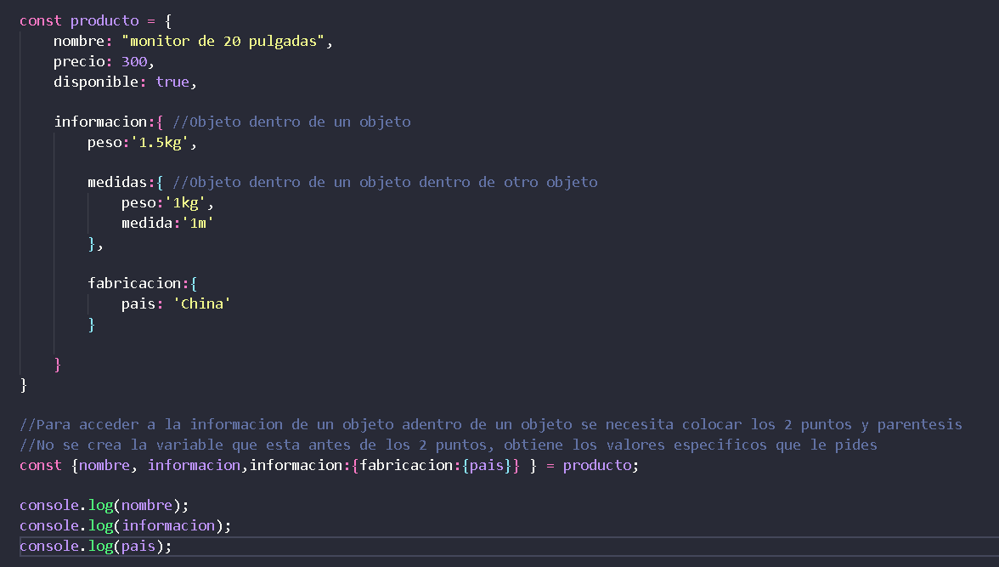 const producto = {
nombre: "monitor de 20 pulgadas",
precio: 300,
disponible: true,
informacion:{ //Objeto dentro de un objeto
peso:'1.5kg',
medidas:{ //Objeto dentro de un objeto dentro de otro objeto
peso:'1kg',
medida:'1m'
},
fabricacion:{
pais: 'China'
}
}
}
//Para acceder a la informacion de un objeto adentro de un objeto se necesita colocar los 2 puntos y parentesis
//No se crea la variable que esta antes de los 2 puntos, obtiene los valores especificos que le pides
const {nombre, informacion,informacion:{fabricacion:{pais}} } = producto;
console.log(nombre);
console.log(informacion);
console.log(pais);